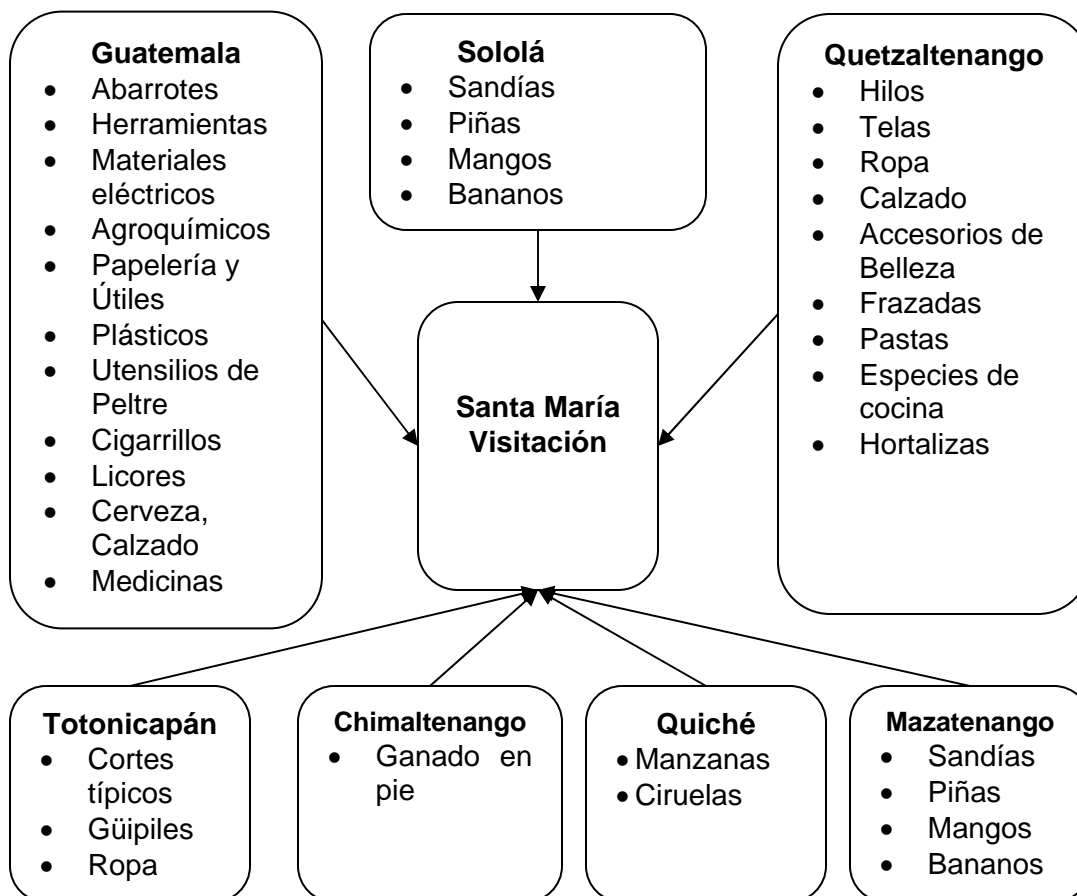 Guatemala
• Abarrotes
• Herramientas
• Materiales
eléctricos
• Agroquímicos
• Papelería y
Útiles
• Plásticos
• Utensilios de
Peltre
• Cigarrillos
• Licores
• Cerveza,
Calzado
• Medicinas
Sololá
• Sandías
• Piñas
• Mangos
• Bananos
Quetzaltenango
• Hilos
• Telas
• Ropa
• Calzado
• Accesorios de
Belleza
• Frazadas
• Pastas
• Especies de
cocina
• Hortalizas
Santa María
Visitación
Totonicapán
• Cortes
típicos
• Güipiles
• Ropa
Chimaltenango
• Ganado en
pie
Quiché
• Manzanas
• Ciruelas
Mazatenango
• Sandías
• Piñas
• Mangos
• Bananos